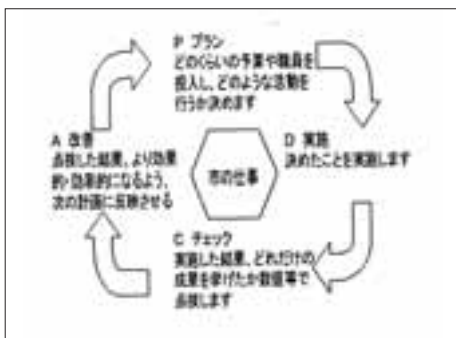 P プラン
どのくらいの予算や職員を
投入し、どのような活動を
行うか決めます
D 実施
決めたことを実施します
C チェック
実施した結果、どれだけの
成果を挙げたか数値等で
点検します
A 改善
点検した結果、より効果
的・効率的になるよう、
次の計画に反映させる
市の仕事